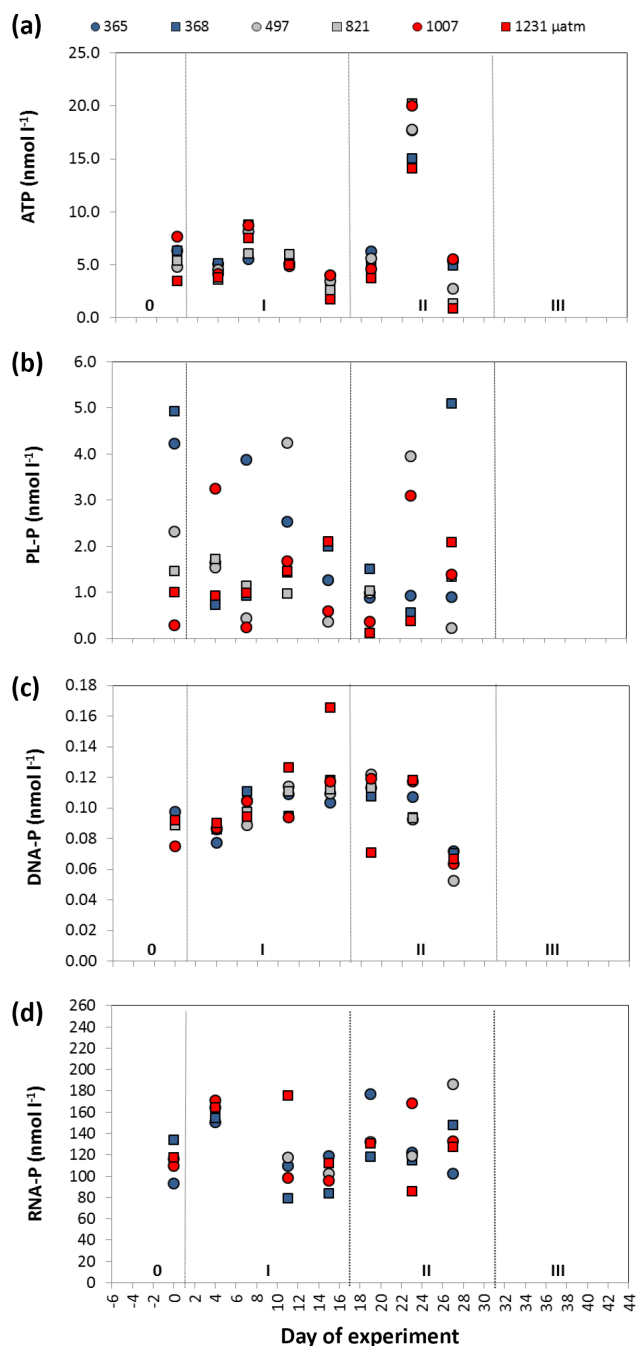 (a)
365 368 497 821 1007 1231 µatm
ATP (nmol l-1)
25.0
20.0
15.0
10.0
5.0
0.0
0 I II III
(b)
PL-P (nmol l-1)
6.0
5.0
4.0
3.0
2.0
1.0
0.0
(c)
DNA-P (nmol l-1)
0.18
0.16
0.14
0.12
0.10
0.08
0.06
0.04
0.02
0.00
0 I II III
(d)
RNA-P (nmol l-1)
260
240
220
200
180
160
140
120
100
80
60
40
20
0
0 I II III
-6 -4 -2 0 2 4 6 8 10 12 14 16 18 20 22 24 26 28 30 32 34 36 38 40 42 44
Day of experiment